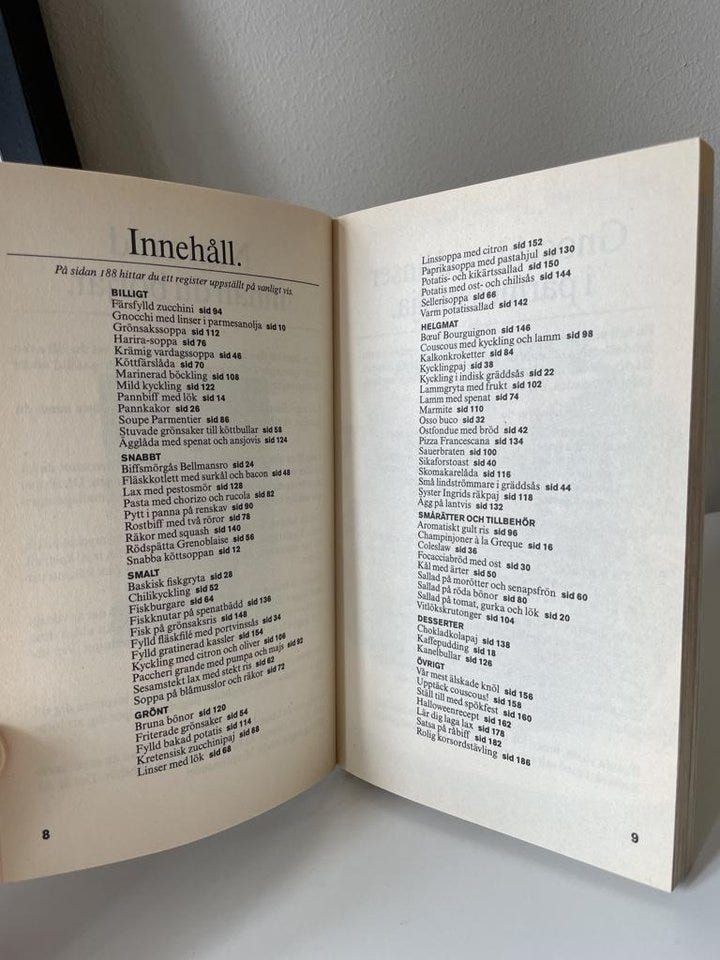 Innehåll.
På sidan 188 hittar du ett register uppställt på vanligt vis.
BILLIGT
Färsfylld zucchini sid 94
Gnocchi med linser i parmesanolja sid 10
Grönsakssoppa sid 112
Harira-soppa sid 76
Krämig vardagssoppa sid 46
Köttfärslåda sid 70
Marinerad böckling sid 108
Mild kyckling sid 122
Pannbiff med lök sid 14
Pannkakor sid 26
Soupe Parmentier sid 86
Stuvade grönsaker till köttbullar sid 58
Ägglåda med spenat och ansjovis sid 124
SNABBT
Biffsmörgås Bellmansro sid 24
Fläskkotlett med surkål och bacon sid 48
Lax med pestosmör sid 128
Pasta med chorizo och rucola sid 82
Pytt i panna på renskav sid 90
Rostbiff med två röror sid 78
Räkor med squash sid 140
Rödspätta Grenoblaise sid 56
Snabba köttsoppan sid 12
SMALT
Baskisk fiskgryta sid 28
Chilikyckling sid 52
Fiskburgare sid 64
Fiskknutar på spenatbädd sid 136
Fisk på grönsaksris sid 148
Fylld fläskfilé med portvinssås sid 34
Fylld gratinerad kassler sid 154
Kyckling med citron och oliver sid 106
Paccheri grande med pumpa och majs sid 92
Sesamstekt lax med stekt ris sid 62
Soppa på blåmusslor och räkor sid 72
GRÖNT
Bruna bönor sid 120
Friterade grönsaker sid 54
Fylld bakad potatis sid 114
Kretensisk zucchinipaj sid 88
Linser med lök sid 68
8
Linssoppa med citron sid 152
Paprikasoppa med pastahjul sid 130
Potatis- och kikärtssallad sid 150
Potatis med ost- och chilisås sid 144
Sellerisoppa sid 66
Varm potatissallad sid 142
HELGMAT
Bœuf Bourguignon sid 146
Couscous med kyckling och lamm sid 98
Kalkonkroketter sid 84
Kycklingpaj sid 38
Kyckling i indisk gräddsås sid 22
Lammgryta med frukt sid 102
Lamm med spenat sid 74
Marmite sid 110
Osso buco sid 32
Ostfondue med bröd sid 42
Pizza Francescana sid 134
Sauerbraten sid 100
Sikaforstoast sid 40
Skomakarelåda sid 116
Små lindströmmare i gräddsås sid 44
Syster Ingrids räkpaj sid 118
Ägg på lantvis sid 132
SMÅRÄTTER OCH TILLBEHÖR
Aromatiskt gult ris sid 96
Champinjoner à la Greque sid 16
Coleslaw sid 36
Focacciabröd med ost sid 30
Kål med ärter sid 50
Sallad på morötter och senapsfrön sid 60
Sallad på röda bönor sid 80
Sallad på tomat, gurka och lök sid 20
Vitlökskrutonger sid 104
DESSERTER
Chokladkolapaj sid 138
Kaffepudding sid 18
Kanelbullar sid 126
ÖVRIGT
Vår mest älskade knöl sid 156
Upptäck couscous! sid 158
Ställ till med spökfest sid 160
Halloweenrecept sid 162
Lär dig laga lax sid 178
Satsa på råbiff sid 182
Rolig korsordstävling sid 186
9